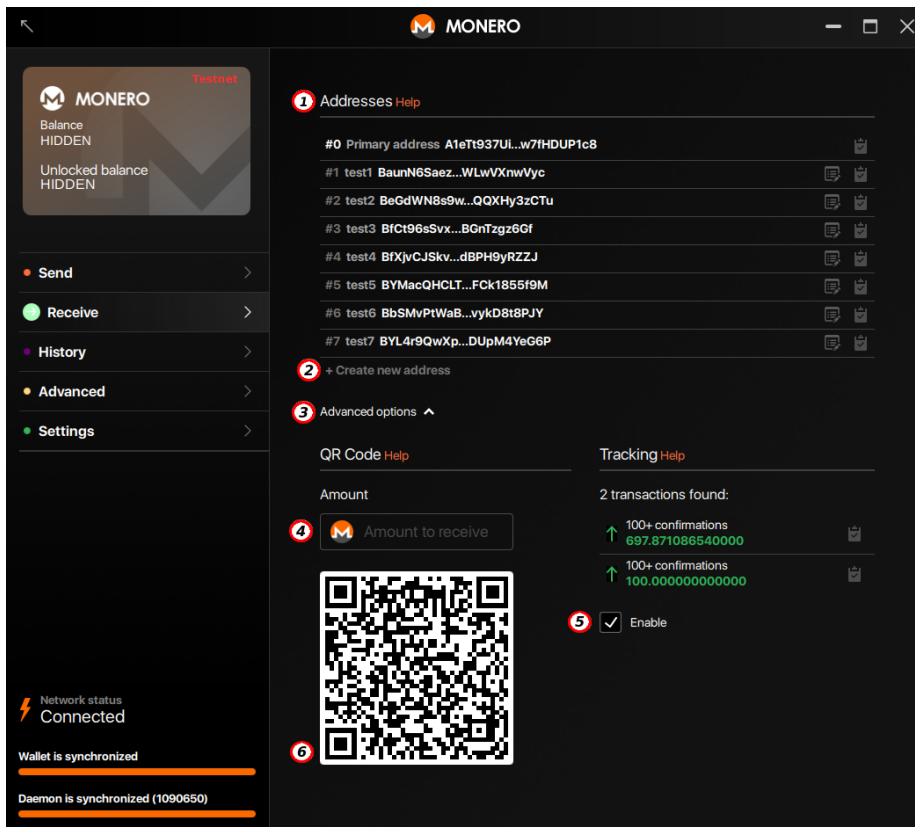 MONERO
Testnet
MONERO
Balance
HIDDEN
Unlocked balance
HIDDEN
Send
Receive
History
Advanced
Settings
Network status
Connected
Wallet is synchronized
Daemon is synchronized (1090650)
1 Addresses Help
#0 Primary address A1eTt937Ui...w7fHDUP1c8
#1 test1 BaunN6Saez...WLwVXnwVyc
#2 test2 BeGdWN8s9w...QQXHy3zCTu
#3 test3 BfCt96sSvx...BGnTzgz6Gf
#4 test4 BfXjvCJSkv...dBPH9yRZZJ
#5 test5 BYMacQHCLT...FCk1855f9M
#6 test6 BbSMvPtWaB...vykD8t8PJY
#7 test7 BYL4r9QwXp...DUpM4YeG6P
2 + Create new address
3 Advanced options
QR Code Help
Amount
4 Amount to receive
6
Tracking Help
2 transactions found:
100+ confirmations
697.871086540000
100+ confirmations
100.000000000000
5 Enable